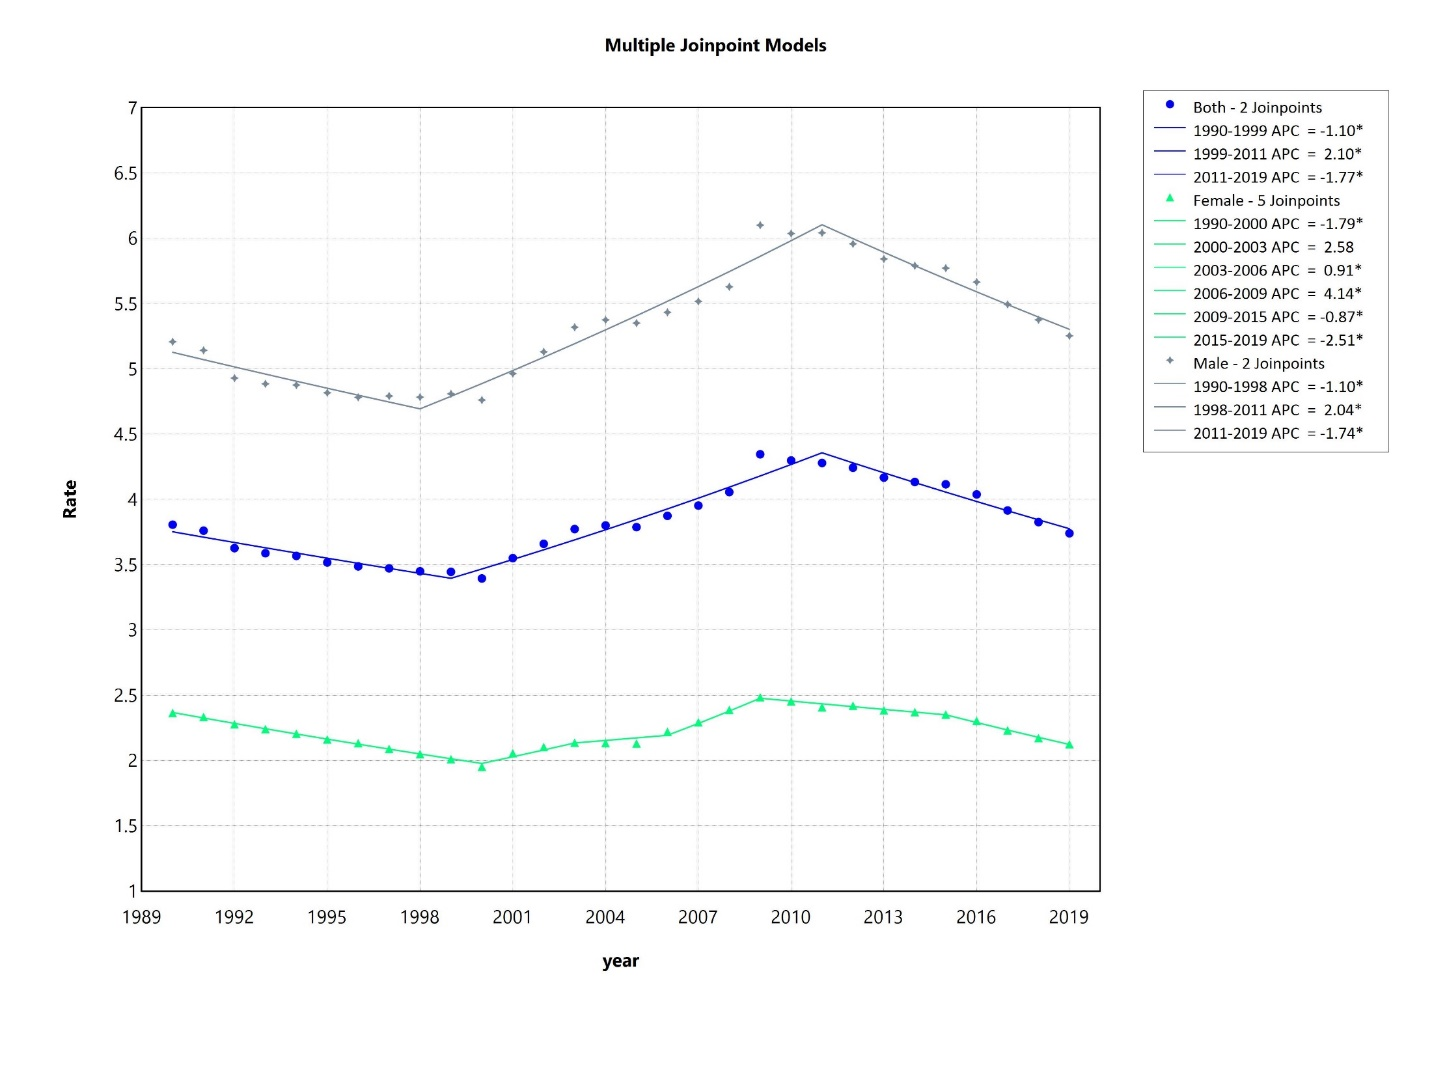 Multiple Joinpoint Models
Both - 2 Joinpoints
1990-1999 APC = -1.10*
1999-2011 APC = 2.10*
2011-2019 APC = -1.77*
Female - 5 Joinpoints
1990-2000 APC = -1.79*
2000-2003 APC = 2.58
2003-2006 APC = 0.91*
2006-2009 APC = 4.14*
2009-2015 APC = -0.87*
2015-2019 APC = -2.51*
Male - 2 Joinpoints
1990-1998 APC = -1.10*
1998-2011 APC = 2.04*
2011-2019 APC = -1.74*
7
6.5
6
5.5
5
4.5
4
3.5
3
2.5
2
1.5
1
Rate
1989 1992 1995 1998 2001 2004 2007 2010 2013 2016 2019
year